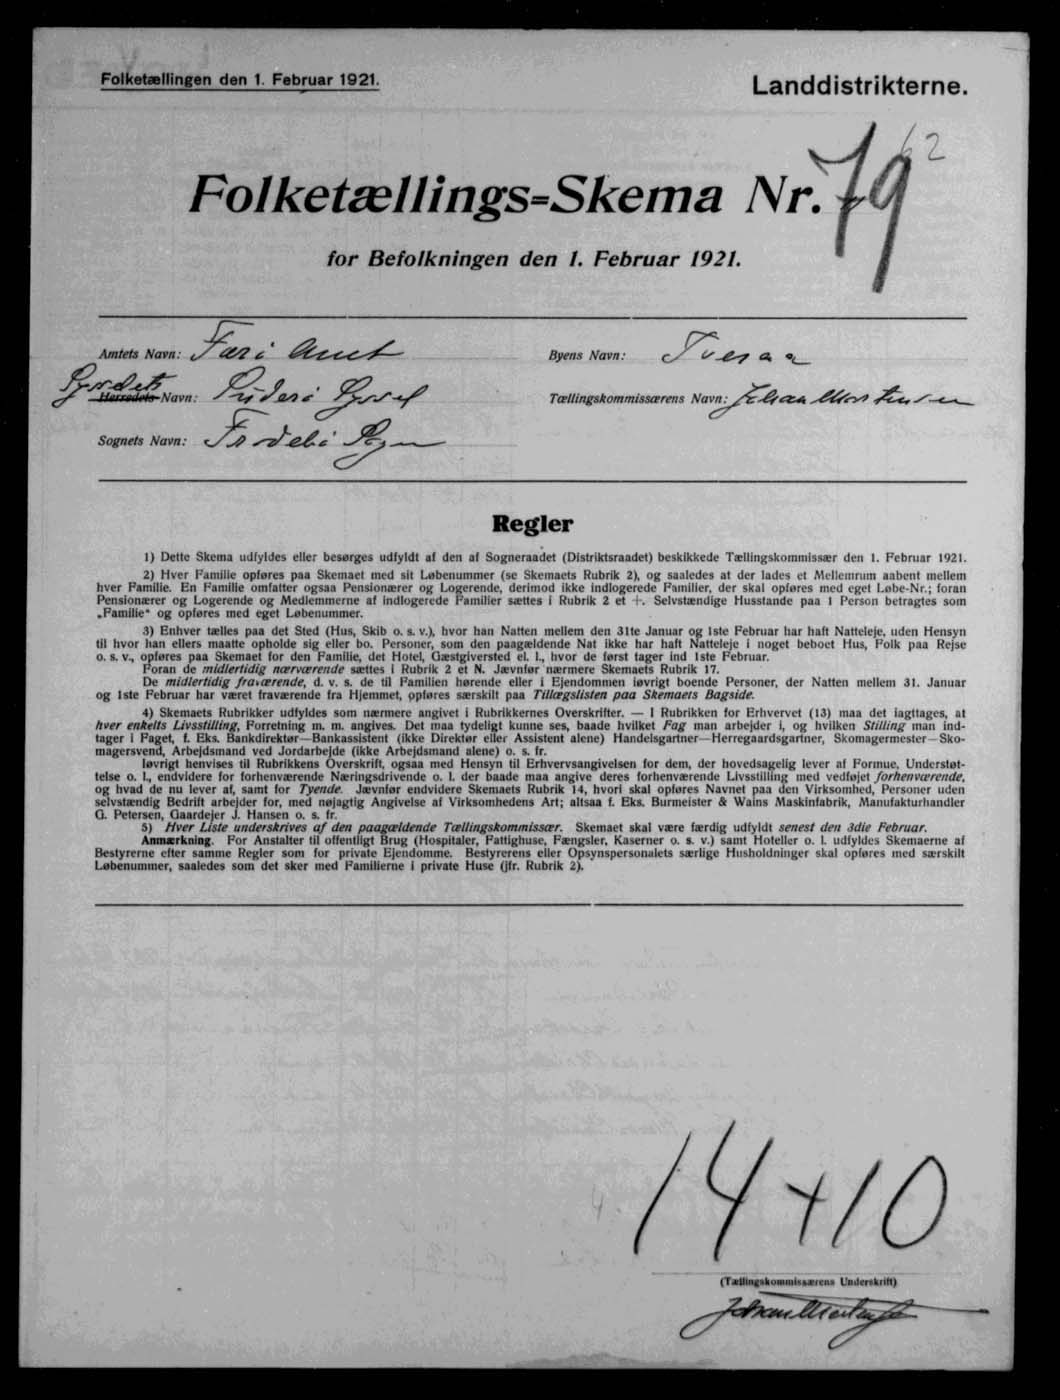 Folketællingen den 1. Februar 1921.
Landdistrikterne.
62
Folketællings=Skema Nr. 79
for Befolkningen den 1. Februar 1921.
Amtets Navn: Færø Amt
Byens Navn: Tveraa
Sysselets
Herredets Navn: Suderø Syssel
Tællingskommissærens Navn: Johan Mortensen
Sognets Navn: Frodebø Sogn
Regler
1) Dette Skema udfyldes eller besørges udfyldt af den af Sogneraadet (Distriktsraadet) beskikkede Tællingskommissær den 1. Februar 1921.
2) Hver Familie opføres paa Skemaet med sit Løbenummer (se Skemaets Rubrik 2), og saaledes at der lades et Mellemrum aabent mellem
hver Familie. En Familie omfatter ogsaa Pensionærer og Logerende, derimod ikke indlogerede Familier, der skal opføres med eget Løbe-Nr.; foran
Pensionærer og Logerende og Medlemmerne af indlogerede Familier sættes i Rubrik 2 et +. Selvstændige Husstande paa 1 Person betragtes som
„Familie“ og opføres med eget Løbenummer.
3) Enhver tælles paa det Sted (Hus, Skib o. s. v.), hvor han Natten mellem den 31te Januar og 1ste Februar har haft Natteleje, uden Hensyn
til hvor han ellers maatte opholde sig eller bo. Personer, som den paagældende Nat ikke har haft Natteleje i noget beboet Hus, Folk paa Rejse
o. s. v., opføres paa Skemaet for den Familie, det Hotel, Gæstgiversted el. l., hvor de først tager ind 1ste Februar.
Foran de midlertidig nærværende sættes i Rubrik 2 et N. Jævnfør nærmere Skemaets Rubrik 17.
De midlertidig fraværende, d. v. s. de til Familien hørende eller i Ejendommen iøvrigt boende Personer, der Natten mellem 31. Januar
og 1ste Februar har været fraværende fra Hjemmet, opføres særskilt paa Tillægslisten paa Skemaets Bagside.
4) Skemaets Rubrikker udfyldes som nærmere angivet i Rubrikkernes Overskrifter. — I Rubrikken for Erhvervet (13) maa det iagttages, at
hver enkelts Livsstilling, Forretning m. m. angives. Det maa tydeligt kunne ses, baade hvilket Fag man arbejder i, og hvilken Stilling man ind-
tager i Faget, f. Eks. Bankdirektør—Bankassistent (ikke Direktør eller Assistent alene) Handelsgartner—Herregaardsgartner, Skomagermester—Sko-
magersvend, Arbejdsmand ved Jordarbejde (ikke Arbejdsmand alene) o. s. fr.
Iøvrigt henvises til Rubrikkens Overskrift, ogsaa med Hensyn til Erhvervsangivelsen for dem, der hovedsagelig lever af Formue, Understøt-
telse o. l., endvidere for forhenværende Næringsdrivende o. l. der baade maa angive deres forhenværende Livsstilling med vedføjet forhenværende,
og hvad de nu lever af, samt for Tyende. Jævnfør endvidere Skemaets Rubrik 14, hvori skal opføres Navnet paa den Virksomhed, Personer uden
selvstændig Bedrift arbejder for, med nøjagtig Angivelse af Virksomhedens Art; altsaa f. Eks. Burmeister & Wains Maskinfabrik, Manufakturhandler
G. Petersen, Gaardejer J. Hansen o. s. fr.
5) Hver Liste underskrives af den paagældende Tællingskommissær. Skemaet skal være færdig udfyldt senest den 3die Februar.
Anmærkning. For Anstalter til offentligt Brug (Hospitaler, Fattighuse, Fængsler, Kaserner o. s. v.) samt Hoteller o. l. udfyldes Skemaerne af
Bestyrerne efter samme Regler som for private Ejendomme. Bestyrerens eller Opsynspersonalets særlige Husholdninger skal opføres med særskilt
Løbenummer, saaledes som det sker med Familierne i private Huse (jfr. Rubrik 2).
14+10
(Tællingskommissærens Underskrift)
Johan Mortensen